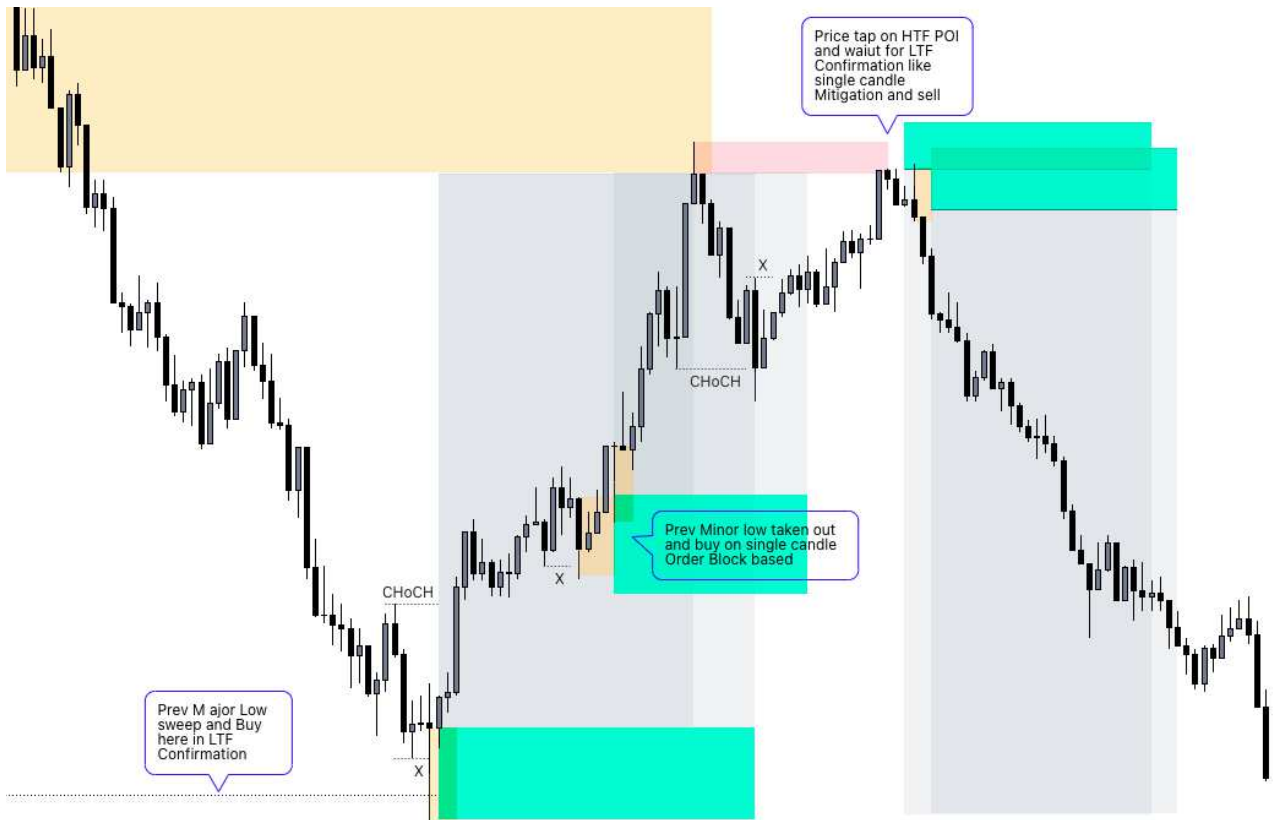 Price tap on HTF POI
and waiut for LTF
Confirmation like
single candle
Mitigation and sell
X
CHoCH
Prev Minor low taken out
and buy on single candle
Order Block based
X
CHoCH
Prev M ajor Low
sweep and Buy
here in LTF
Confirmation
X